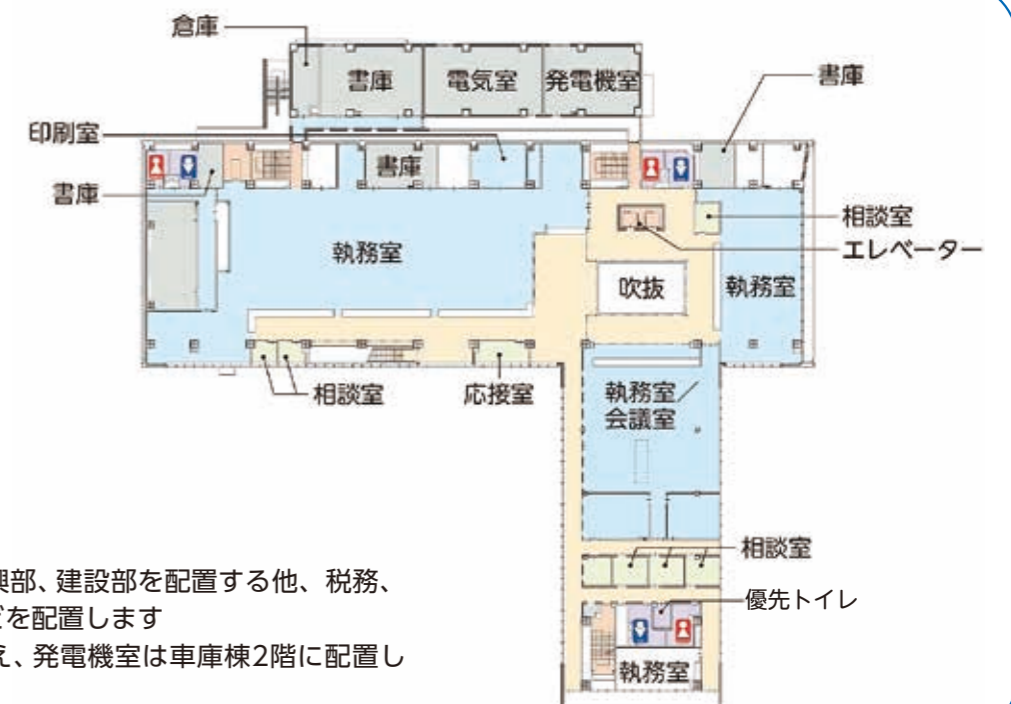 倉庫
書庫
電気室
発電機室
書庫
印刷室
書庫
書庫
相談室
エレベーター
執務室
吹抜
執務室
相談室
応接室
執務室／
会議室
相談室
優先トイレ
執務室
興部、建設部を配置する他、税務、
を配置します
え、発電機室は車庫棟2階に配置し